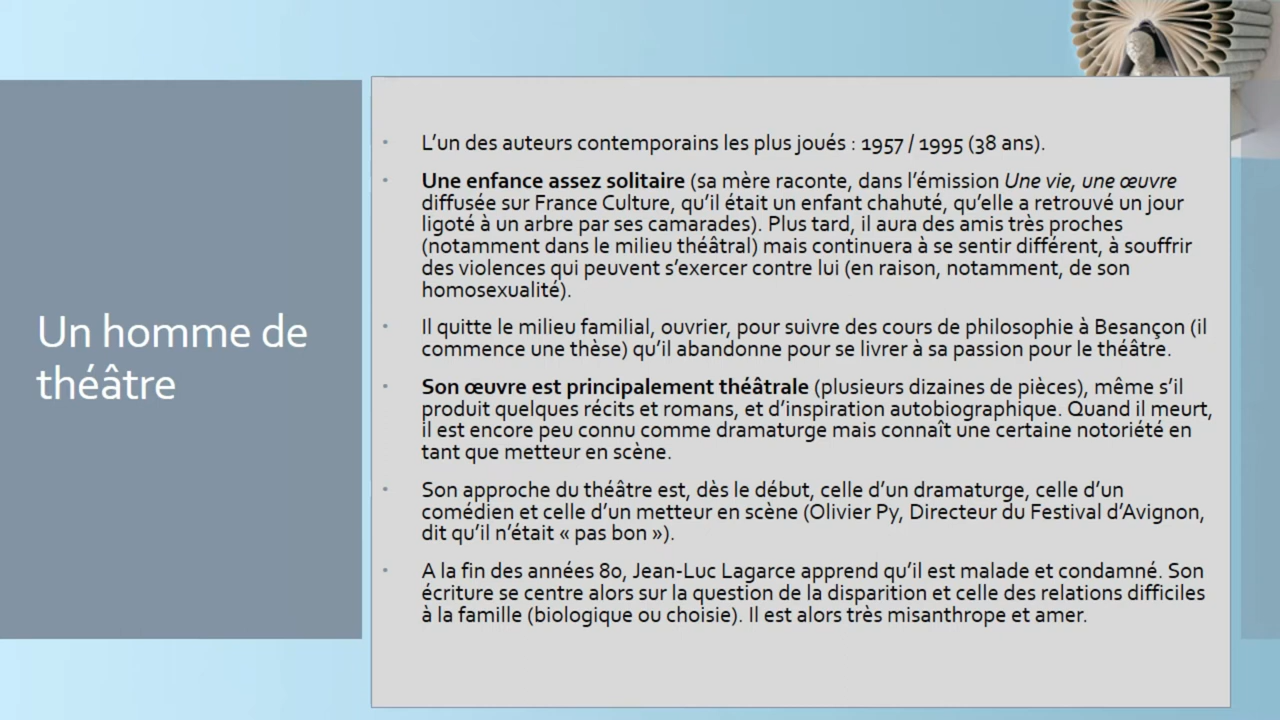 Un homme de
théâtre
L'un des auteurs contemporains les plus joués : 1957 / 1995 (38 ans).
Une enfance assez solitaire (sa mère raconte, dans l'émission Une vie, une œuvre
diffusée sur France Culture, qu'il était un enfant chahuté, qu'elle a retrouvé un jour
ligoté à un arbre par ses camarades). Plus tard, il aura des amis très proches
(notamment dans le milieu théâtral) mais continuera à se sentir différent, à souffrir
des violences qui peuvent s'exercer contre lui (en raison, notamment, de son
homosexualité).
Il quitte le milieu familial, ouvrier, pour suivre des cours de philosophie à Besançon (il
commence une thèse) qu'il abandonne pour se livrer à sa passion pour le théâtre.
Son œuvre est principalement théâtrale (plusieurs dizaines de pièces), même s'il
produit quelques récits et romans, et d'inspiration autobiographique. Quand il meurt,
il est encore peu connu comme dramaturge mais connaît une certaine notoriété en
tant que metteur en scène.
Son approche du théâtre est, dès le début, celle d'un dramaturge, celle d'un
comédien et celle d'un metteur en scène (Olivier Py, Directeur du Festival d'Avignon,
dit qu'il n'était « pas bon »).
A la fin des années 80, Jean-Luc Lagarce apprend qu'il est malade et condamné. Son
écriture se centre alors sur la question de la disparition et celle des relations difficiles
à la famille (biologique ou choisie). Il est alors très misanthrope et amer.